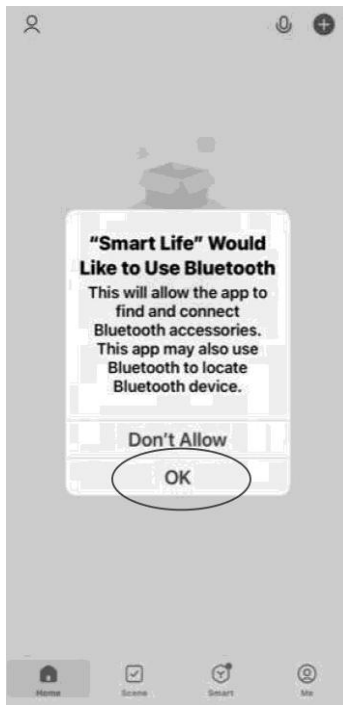 “Smart Life” Would
Like to Use Bluetooth
This will allow the app to
find and connect
Bluetooth accessories.
This app may also use
Bluetooth to locate
Bluetooth device.
Don’t Allow
OK
Home
Scene
Smart
Me